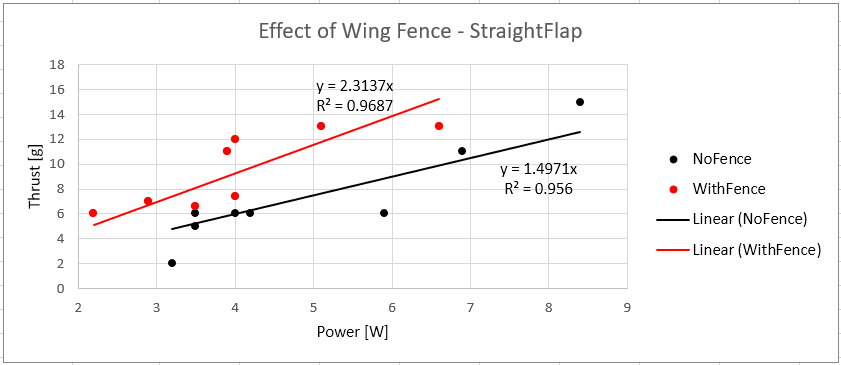 Effect of Wing Fence - StraightFlap
18
16
14
12
10
8
6
4
2
0
Thrust [g]
y = 2.3137x
R² = 0.9687
y = 1.4971x
R² = 0.956
2 3 4 5 6 7 8 9
Power [W]
NoFence
WithFence
Linear (NoFence)
Linear (WithFence)